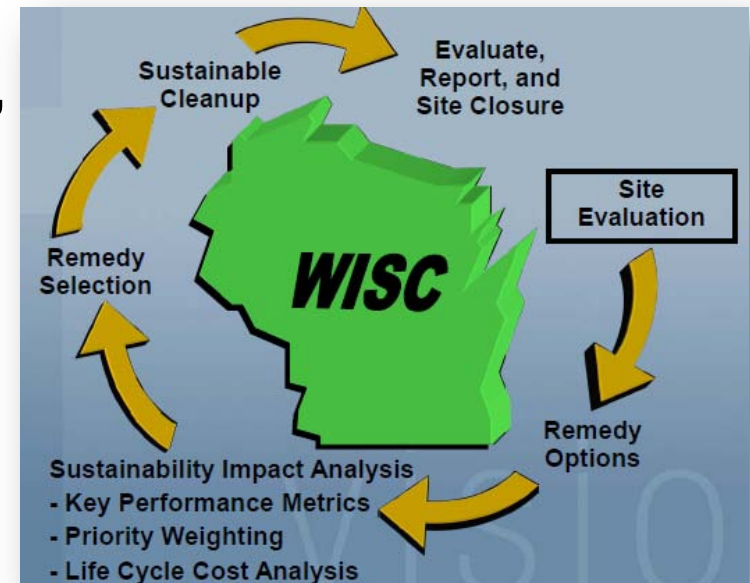 Sustainable
Cleanup
Evaluate,
Report, and
Site Closure
Site
Evaluation
Remedy
Selection
WISC
Remedy
Options
Sustainability Impact Analysis
- Key Performance Metrics
- Priority Weighting
- Life Cycle Cost Analysis
VISIO